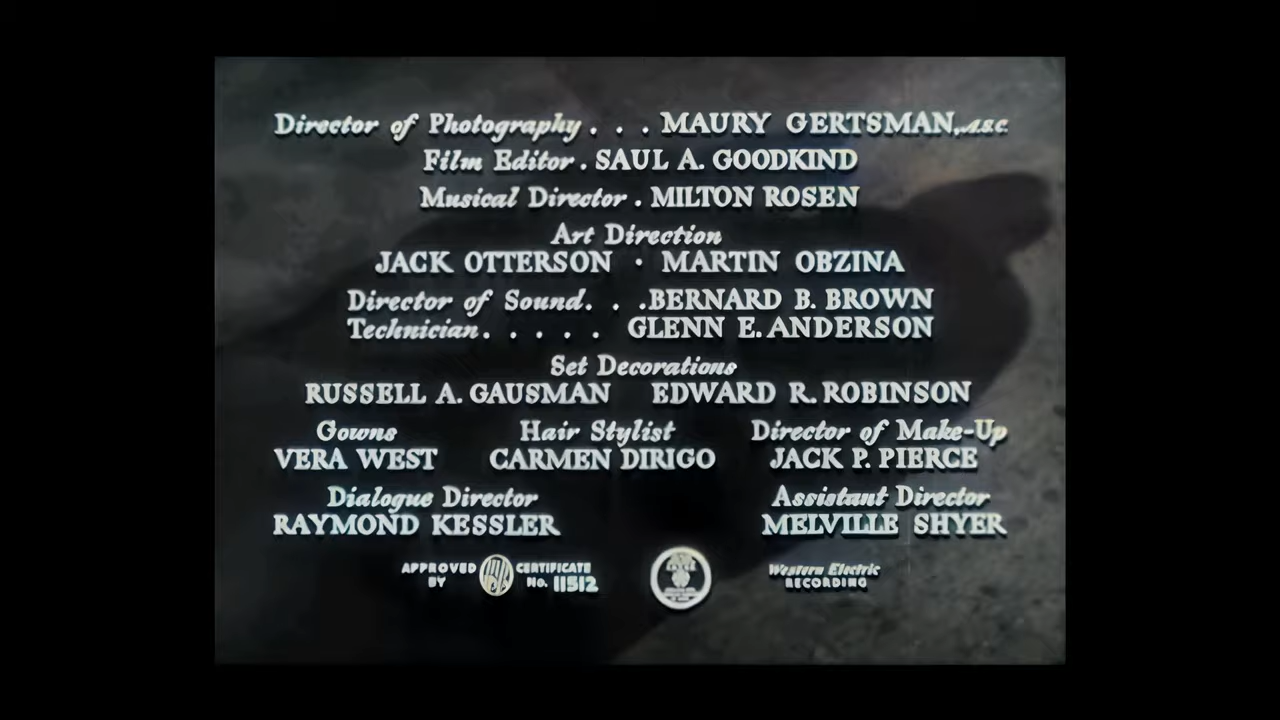 Director of Photography . . . MAURY GERTSMAN, A.S.C.
Film Editor . SAUL A. GOODKIND
Musical Director . MILTON ROSEN
Art Direction
JACK OTTERSON · MARTIN OBZINA
Director of Sound. . .BERNARD B. BROWN
Technician. . . . . GLENN E. ANDERSON
Set Decorations
RUSSELL A. GAUSMAN EDWARD R. ROBINSON
Gowns Hair Stylist Director of Make-Up
VERA WEST CARMEN DIRIGO JACK P. PIERCE
Dialogue Director Assistant Director
RAYMOND KESSLER MELVILLE SHYER
APPROVED BY CERTIFICATE No. 11512
Western Electric
RECORDING